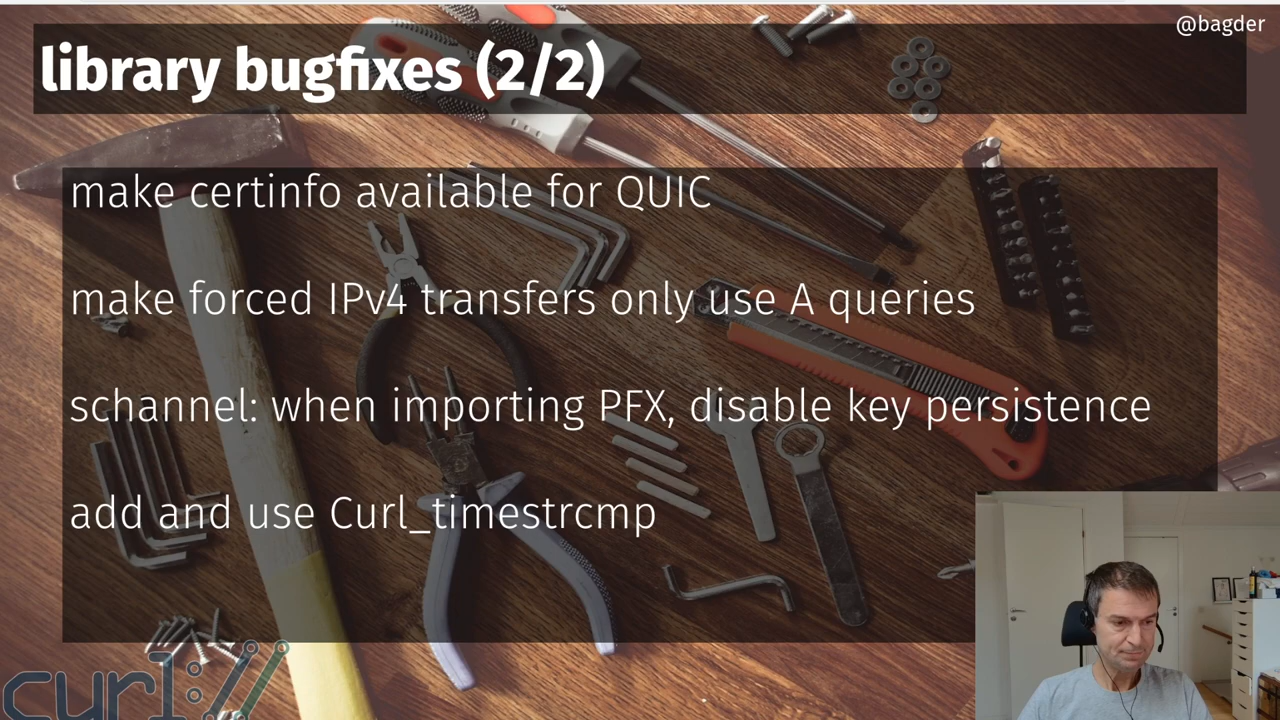 @bagder
library bugfixes (2/2)
make certinfo available for QUIC
make forced IPv4 transfers only use A queries
schannel: when importing PFX, disable key persistence
add and use Curl_timestrcmp
curl://